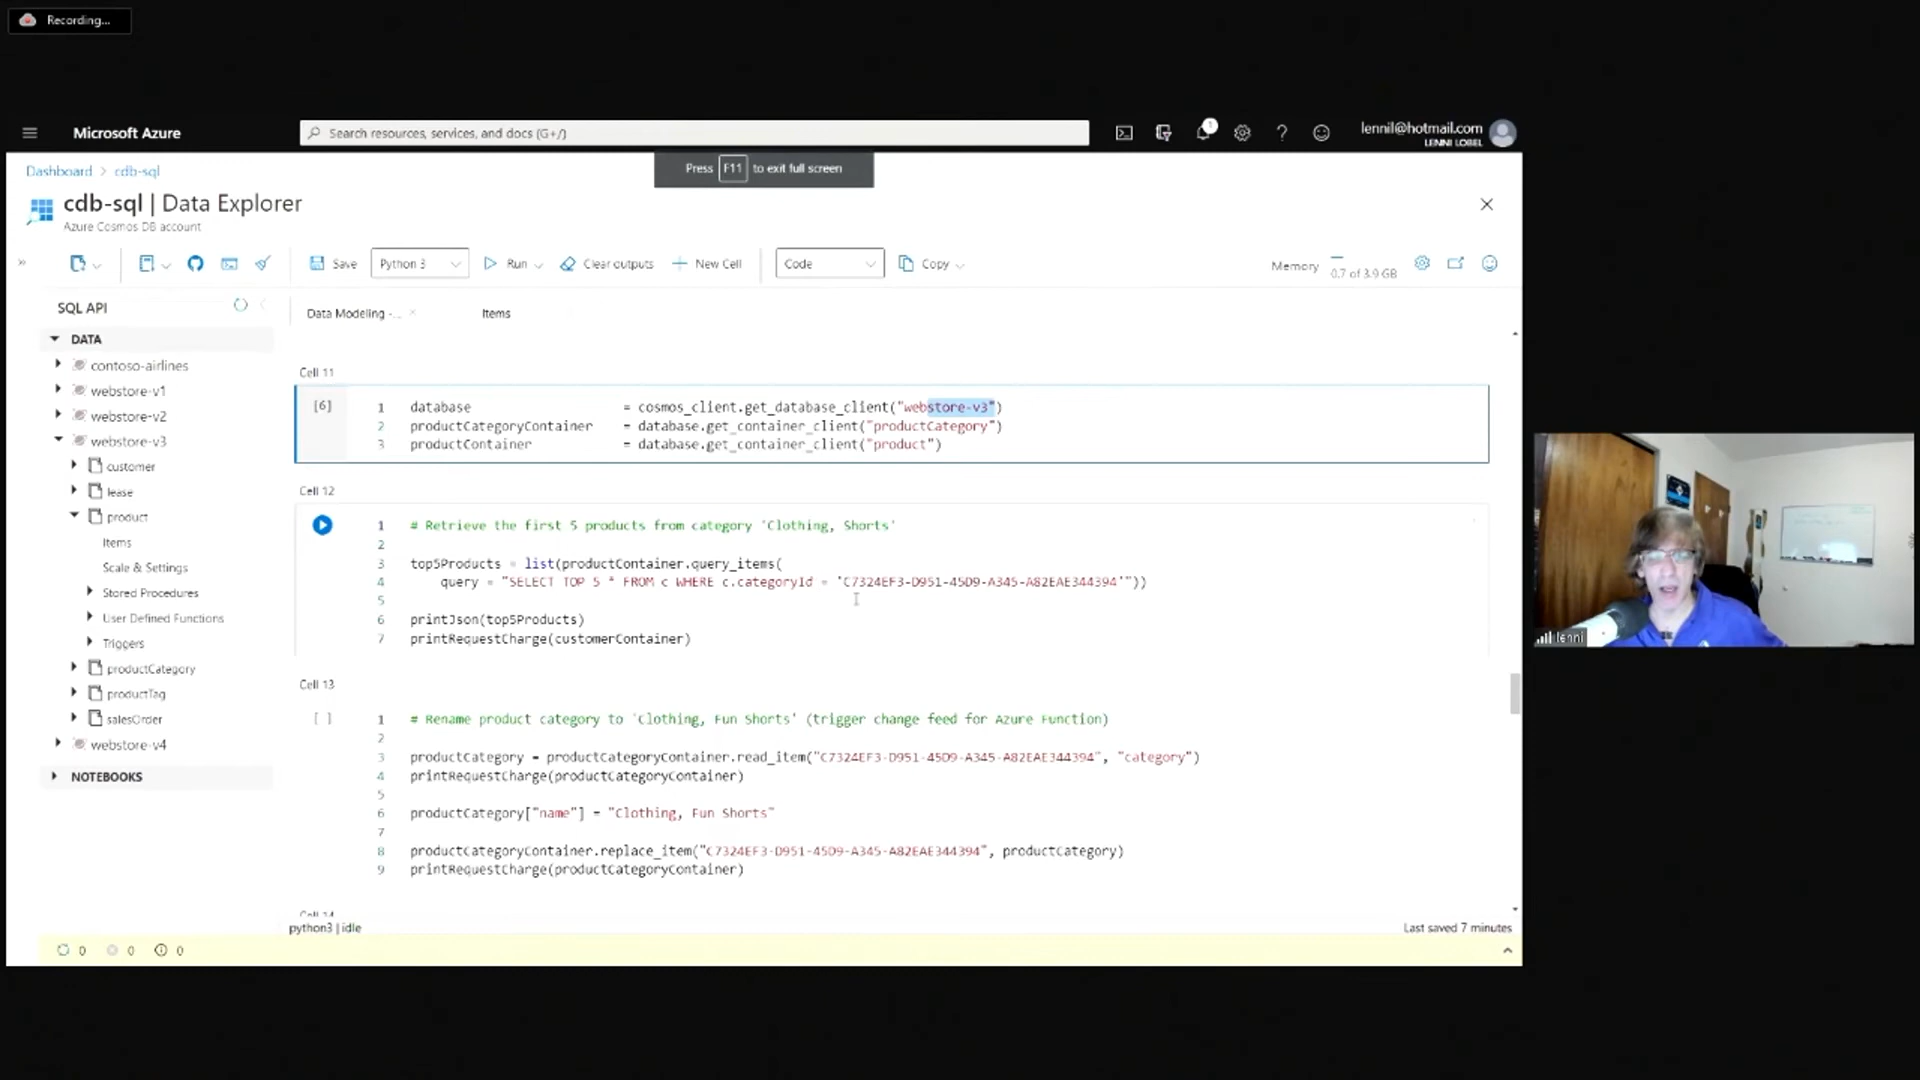 Recording...
Microsoft Azure
Search resources, services, and docs (G+/)
1
lennil@hotmail.com
LENNI LOBEL
Dashboard > cdb-sql
Press F11 to exit full screen
cdb-sql | Data Explorer
Azure Cosmos DB account
Save
Python 3
Run
Clear outputs
New Cell
Code
Copy
Memory
0.7 of 3.9 GB
SQL API
DATA
contoso-airlines
webstore-v1
webstore-v2
webstore-v3
customer
lease
product
Items
Scale & Settings
Stored Procedures
User Defined Functions
Triggers
productCategory
productTag
salesOrder
webstore-v4
NOTEBOOKS
Data Modeling -...
Items
Cell 11
[6]
1 database = cosmos_client.get_database_client("webstore-v3")
2 productCategoryContainer = database.get_container_client("productCategory")
3 productContainer = database.get_container_client("product")
Cell 12
1 # Retrieve the first 5 products from category 'Clothing, Shorts'
2
3 top5Products = list(productContainer.query_items(
4 query = "SELECT TOP 5 * FROM c WHERE c.categoryId = 'C7324EF3-D951-45D9-A345-A82EAE344394'"))
5
6 printJson(top5Products)
7 printRequestCharge(customerContainer)
Cell 13
[ ]
1 # Rename product category to 'Clothing, Fun Shorts' (trigger change feed for Azure Function)
2
3 productCategory = productCategoryContainer.read_item("C7324EF3-D951-45D9-A345-A82EAE344394", "category")
4 printRequestCharge(productCategoryContainer)
5
6 productCategory["name"] = "Clothing, Fun Shorts"
7
8 productCategoryContainer.replace_item("C7324EF3-D951-45D9-A345-A82EAE344394", productCategory)
9 printRequestCharge(productCategoryContainer)
Cell 14
python3 | idle
Last saved 7 minutes
0 0 0
lenni